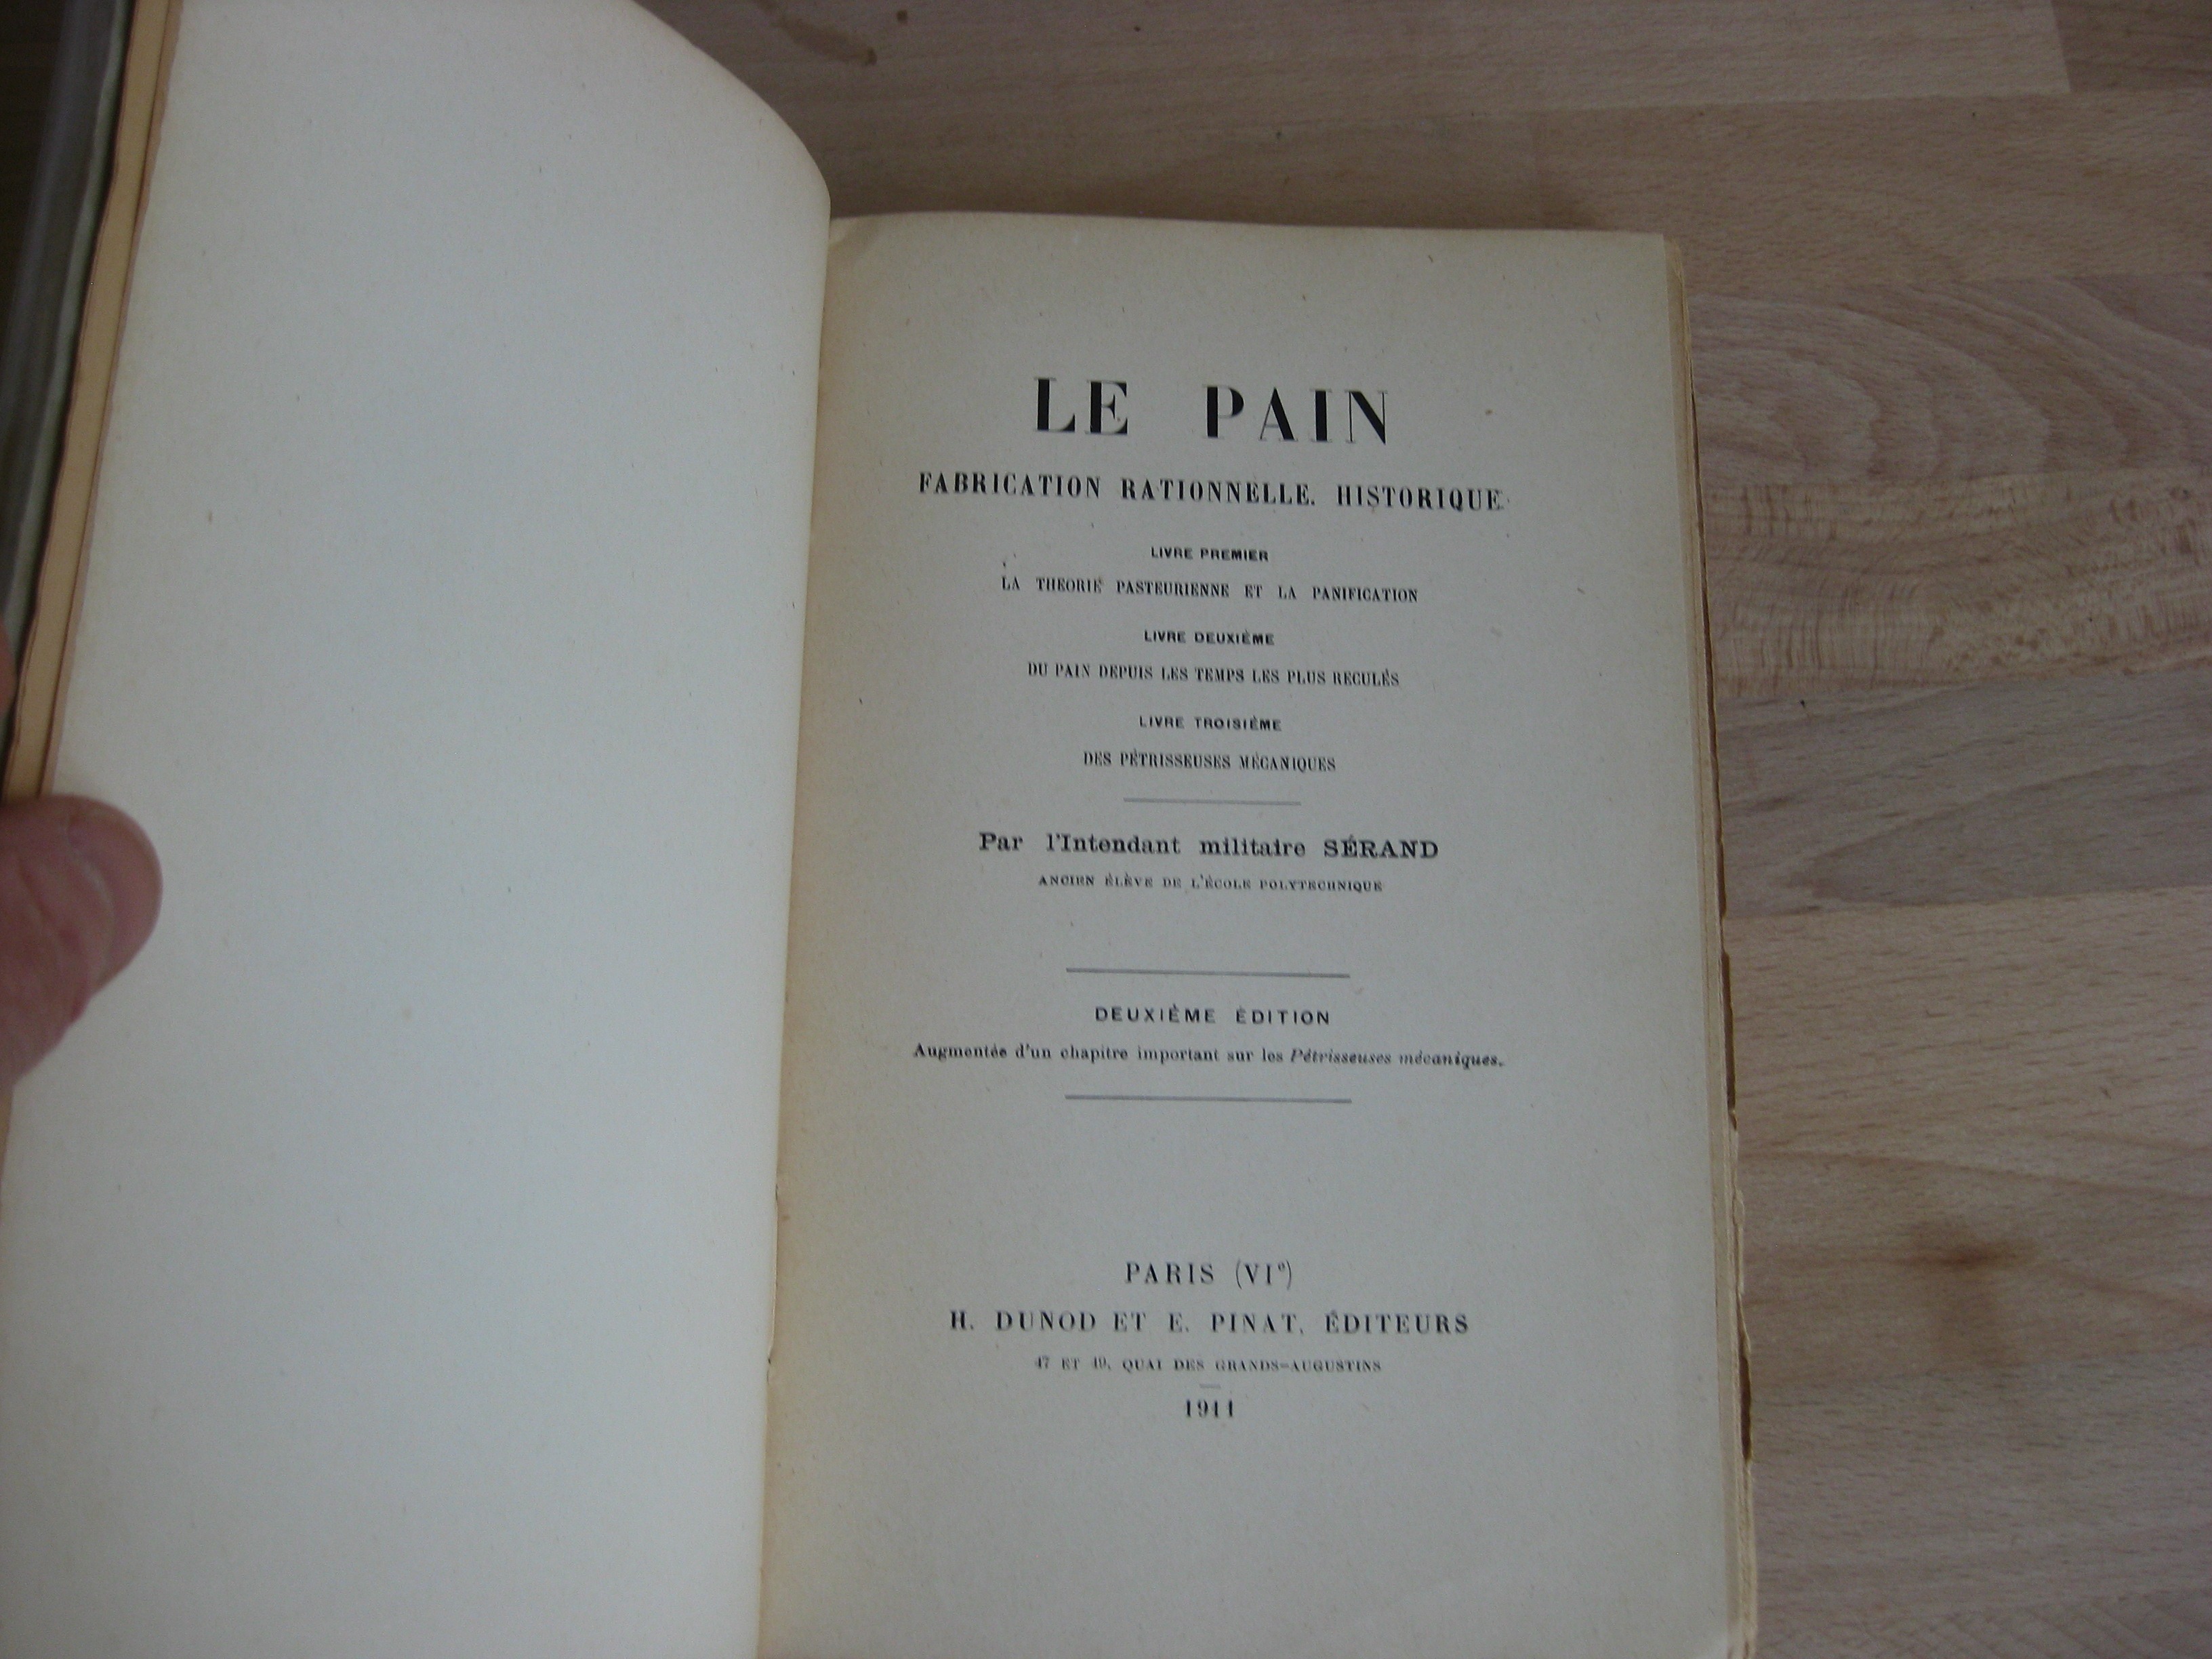 LE PAIN
FABRICATION RATIONNELLE. HISTORIQUE
LIVRE PREMIER
LA THÉORIE PASTEURIENNE ET LA PANIFICATION
LIVRE DEUXIÈME
DU PAIN DEPUIS LES TEMPS LES PLUS RECULÉS
LIVRE TROISIÈME
DES PÉTRISSEUSES MÉCANIQUES
Par l'Intendant militaire SÉRAND
ANCIEN ÉLÈVE DE L'ÉCOLE POLYTECHNIQUE
DEUXIÈME ÉDITION
Augmentée d'un chapitre important sur les Pétrisseuses mécaniques.
PARIS (VIe)
H. DUNOD ET E. PINAT, ÉDITEURS
47 ET 49, QUAI DES GRANDS-AUGUSTINS
1911